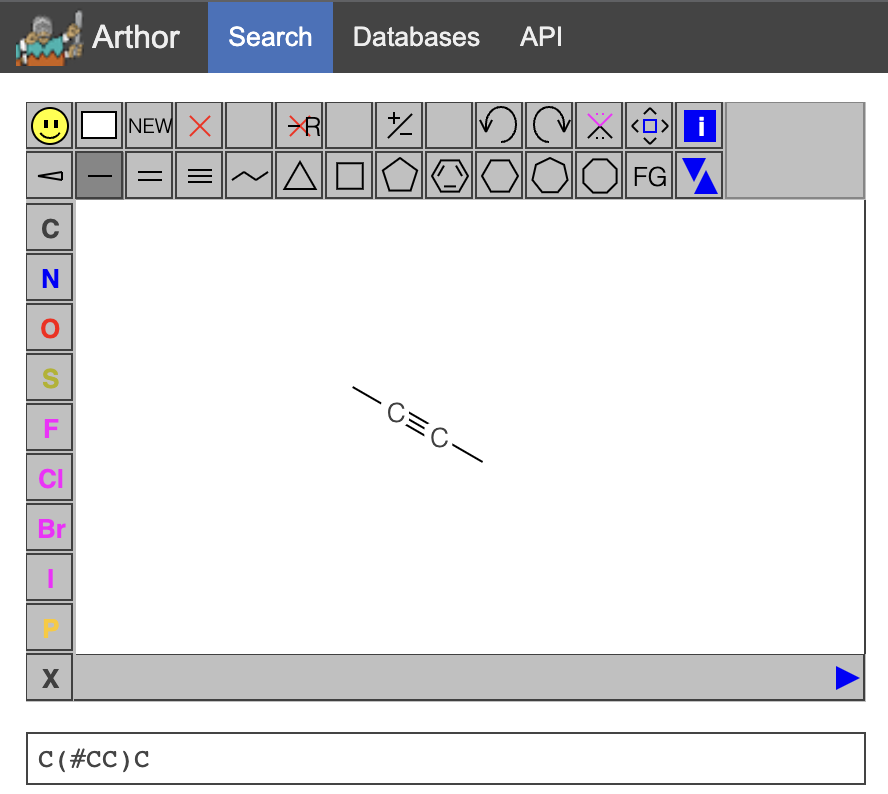 Arthor Search Databases API
NEW R +/− i
FG
C
N
O
S
F
Cl
Br
I
P
X
C
C
C(#CC)C